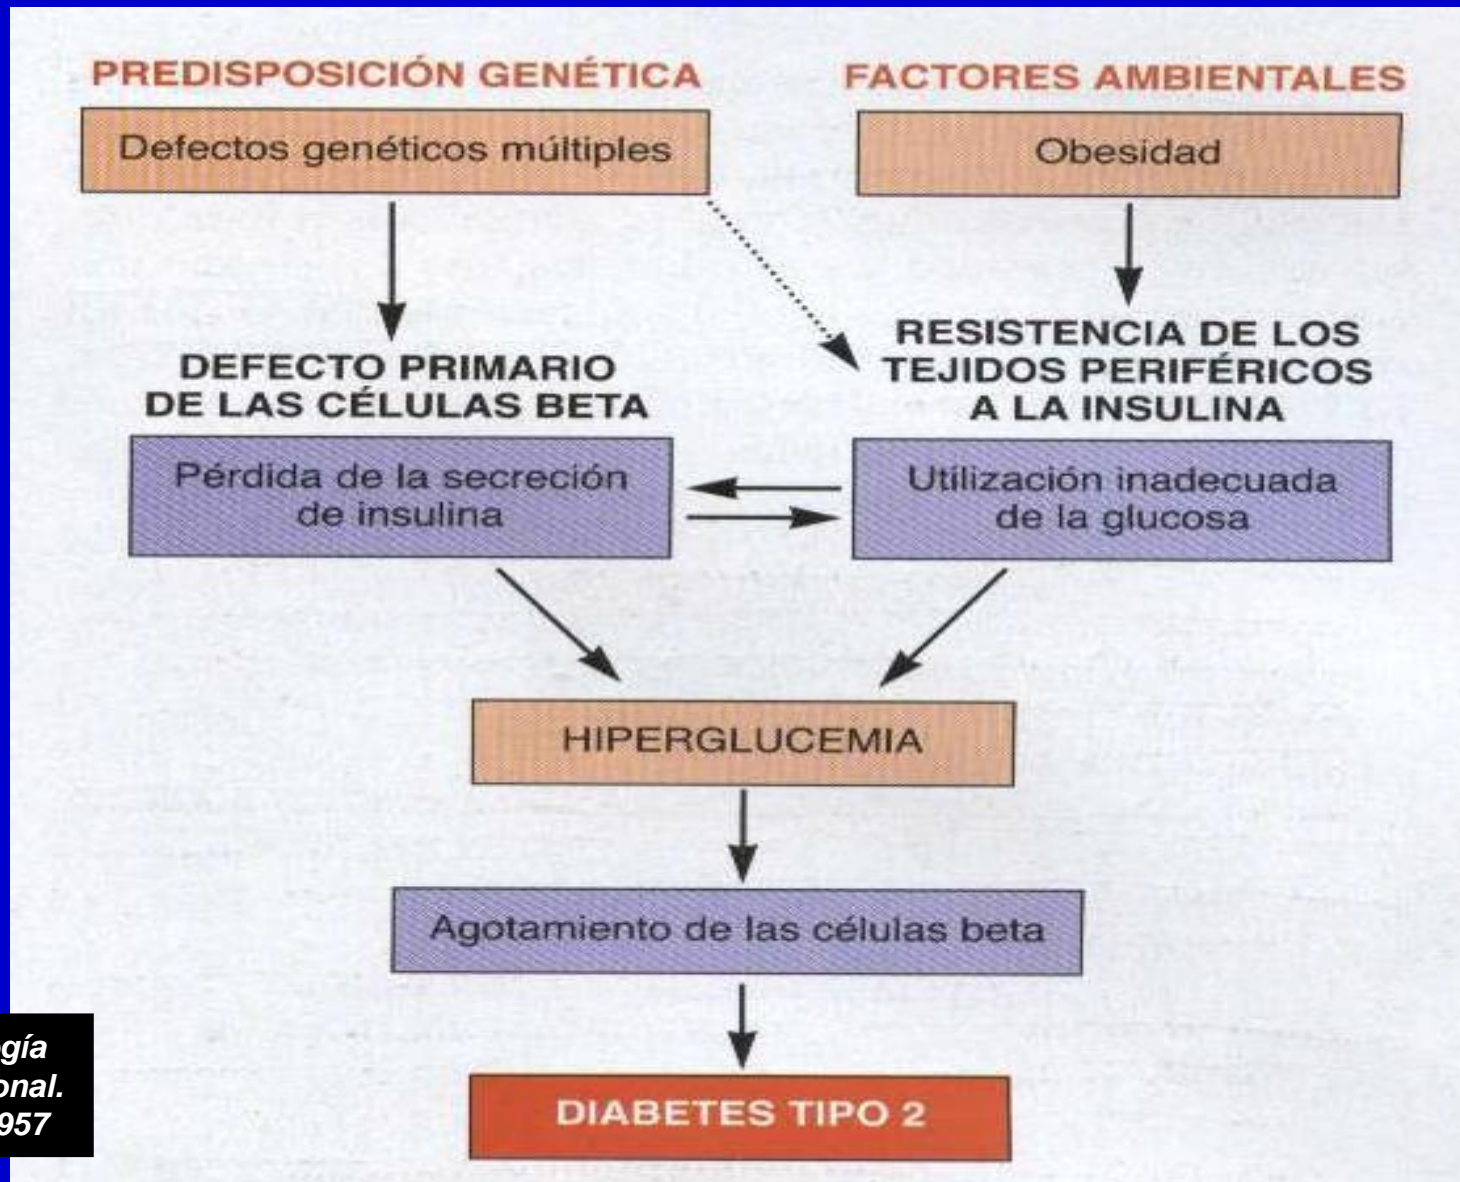 PREDISPOSICIÓN GENÉTICA
FACTORES AMBIENTALES
Defectos genéticos múltiples
Obesidad
DEFECTO PRIMARIO
DE LAS CÉLULAS BETA
RESISTENCIA DE LOS
TEJIDOS PERIFÉRICOS
A LA INSULINA
Pérdida de la secreción
de insulina
Utilización inadecuada
de la glucosa
HIPERGLUCEMIA
Agotamiento de las células beta
DIABETES TIPO 2
957